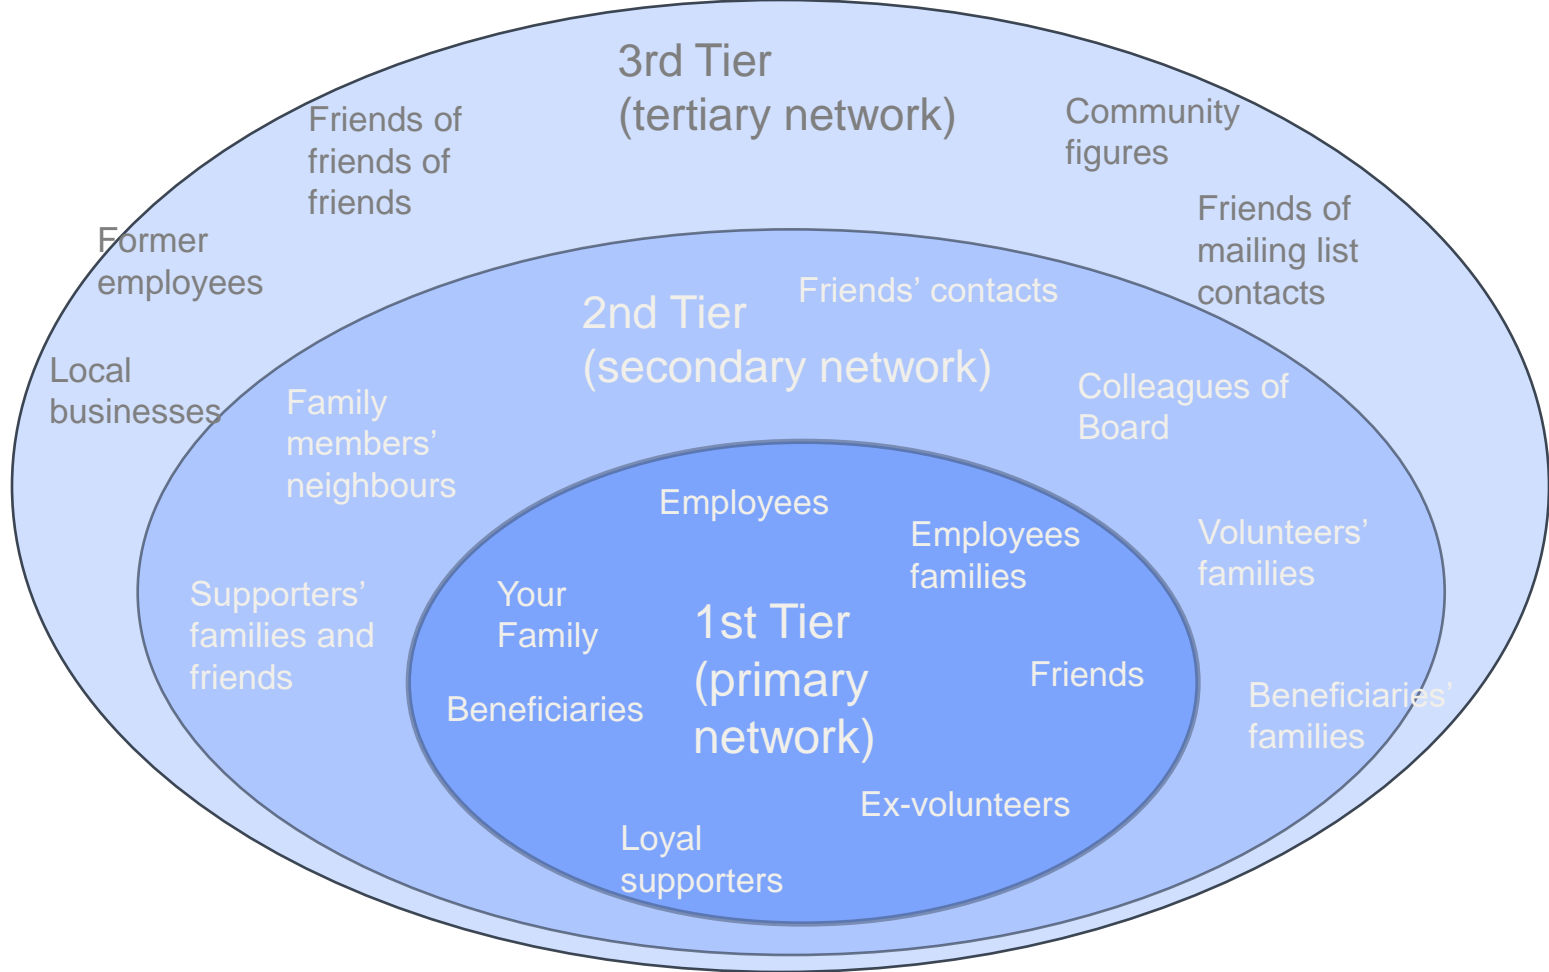 3rd Tier
(tertiary network)
Friends of
friends of
friends
Community
figures
Former
employees
Friends of
mailing list
contacts
Local
businesses
2nd Tier
(secondary network)
Friends’ contacts
Family
members’
neighbours
Colleagues of
Board
Supporters’
families and
friends
Volunteers’
families
Beneficiaries’
families
Employees
Employees
families
Your
Family
1st Tier
(primary
network)
Friends
Beneficiaries
Ex-volunteers
Loyal
supporters